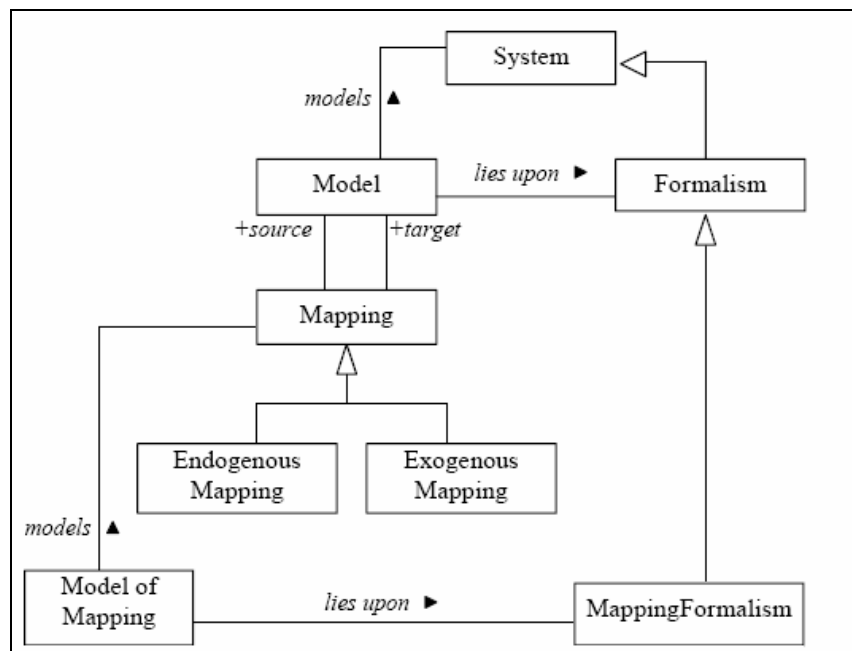 System
models ▲
Model
lies upon ►
Formalism
+source
+target
Mapping
Endogenous
Mapping
Exogenous
Mapping
models ▲
Model of
Mapping
lies upon ►
MappingFormalism